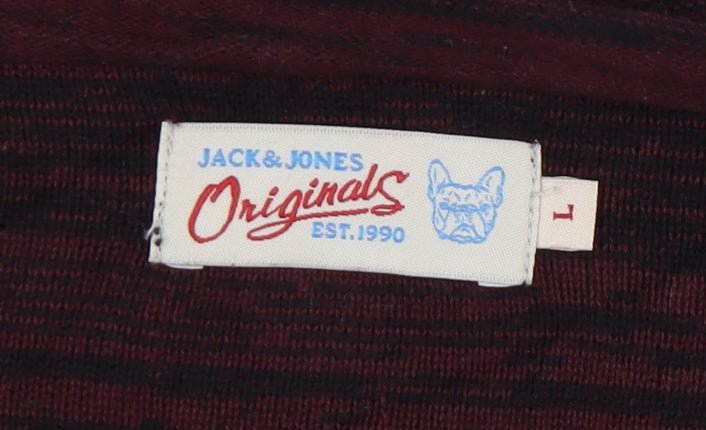 JACK & JONES
Originals
EST. 1990
L